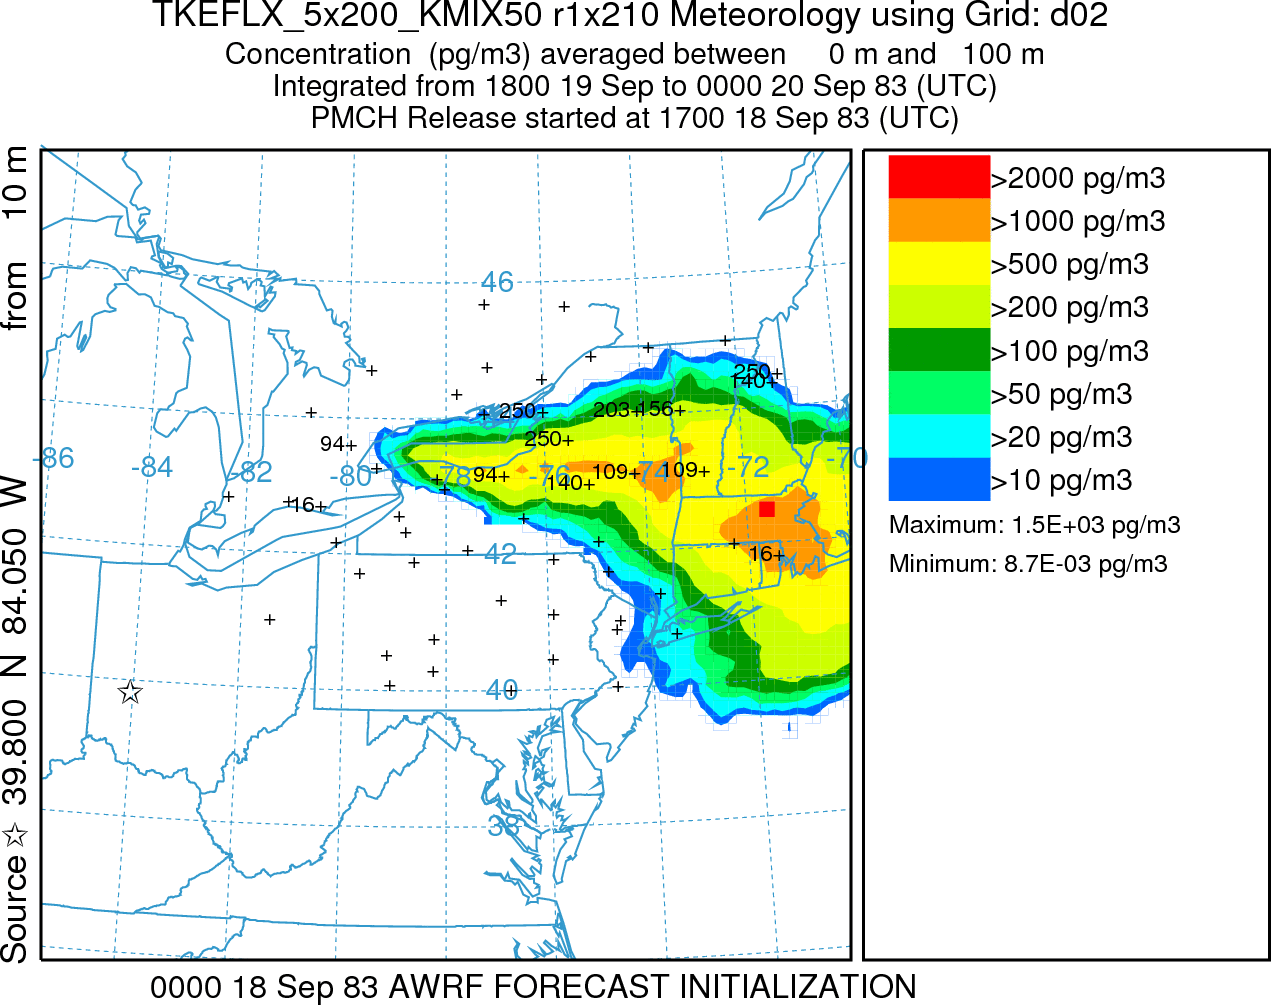 TKEFLX_5x200_KMIX50 r1x210 Meteorology using Grid: d02
Concentration (pg/m3) averaged between 0 m and 100 m
Integrated from 1800 19 Sep to 0000 20 Sep 83 (UTC)
PMCH Release started at 1700 18 Sep 83 (UTC)
Source ☆ 39.800 N 84.050 W from 10 m
46
250+
140+
250+
203+
156+
94+
250+
-86
-84
-82
-80
-78
94+
-76
140+
109+
-74
109+
-72
-70
16+
42
16+
40
38
>2000 pg/m3
>1000 pg/m3
>500 pg/m3
>200 pg/m3
>100 pg/m3
>50 pg/m3
>20 pg/m3
>10 pg/m3
Maximum: 1.5E+03 pg/m3
Minimum: 8.7E-03 pg/m3
0000 18 Sep 83 AWRF FORECAST INITIALIZATION